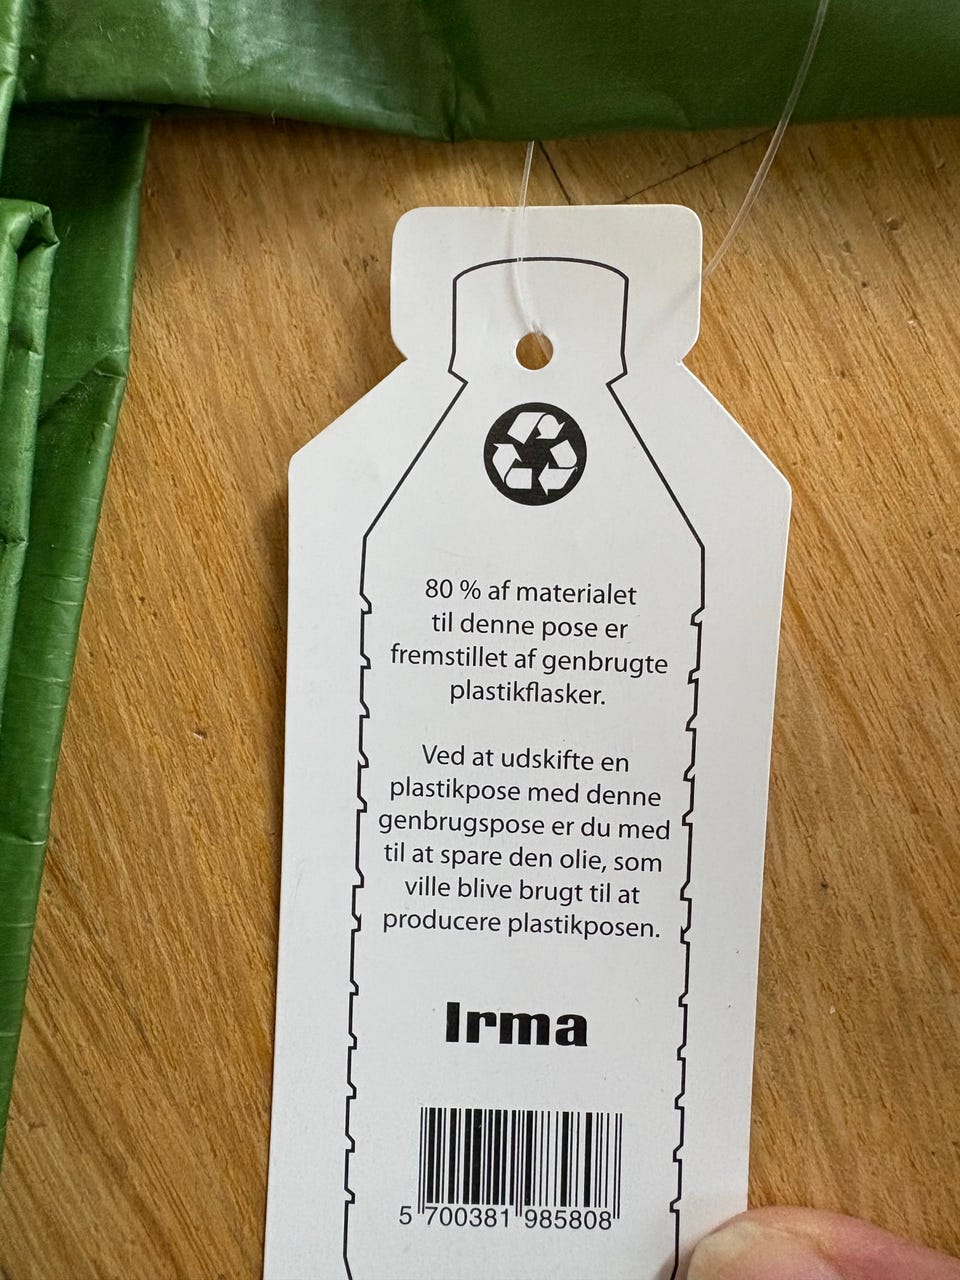 80 % af materialet
til denne pose er
fremstillet af genbrugte
plastikflasker.
Ved at udskifte en
plastikpose med denne
genbrugspose er du med
til at spare den olie, som
ville blive brugt til at
producere plastikposen.
Irma
5 700381 985808